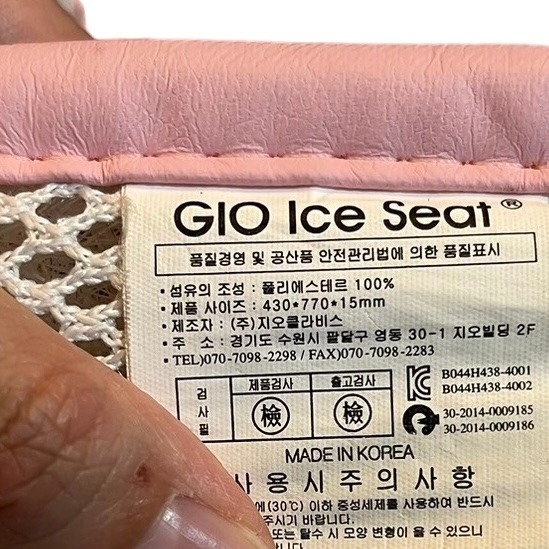 GIO Ice Seat ®
품질경영 및 공산품 안전관리법에 의한 품질표시
• 섬유의 조성 : 폴리에스테르 100%
• 제품 사이즈 : 430*770*15mm
• 제조자 : (주)지오클라비스
• 주 소 : 경기도 수원시 팔달구 영동 30-1 지오빌딩 2F
• TEL)070-7098-2298 / FAX)070-7098-2283
검사필
제품검사 출고검사
檢 檢
B044H438-4001
B044H438-4002
30-2014-0009185
30-2014-0009186
MADE IN KOREA
사용시주의사항
에(30℃) 이하 중성세제를 사용하여 반드시
주시기 바랍니다.
또는 탈수 시 모양 변형이 올 수 있으니